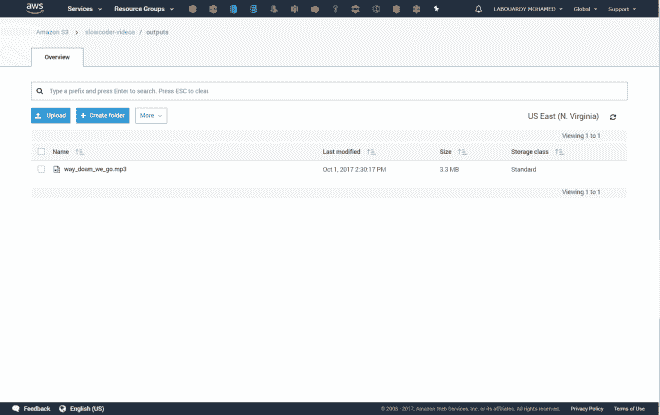 aws Services Resource Groups LABOUARDY MOHAMED Global Support
Amazon S3 > slowcoder-videos / outputs
Overview
Type a prefix and press Enter to search. Press ESC to clear.
Upload + Create folder More US East (N. Virginia)
Viewing 1 to 1
Name Last modified Size Storage class
way_down_we_go.mp3 Oct 1, 2017 2:30:17 PM 3.3 MB Standard
Viewing 1 to 1
Feedback English (US) © 2008 - 2017, Amazon Web Services, Inc. or its affiliates. All rights reserved. Privacy Policy Terms of Use